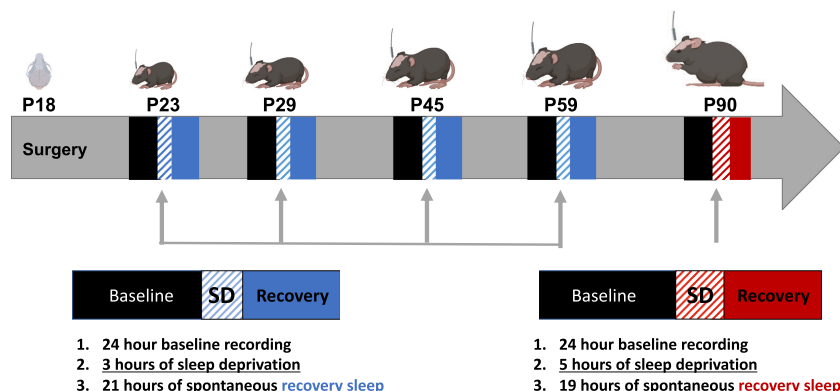 P18 P23 P29 P45 P59 P90
Surgery
Baseline SD Recovery
1. 24 hour baseline recording
2. 3 hours of sleep deprivation
3. 21 hours of spontaneous recovery sleep
Baseline SD Recovery
1. 24 hour baseline recording
2. 5 hours of sleep deprivation
3. 19 hours of spontaneous recovery sleep